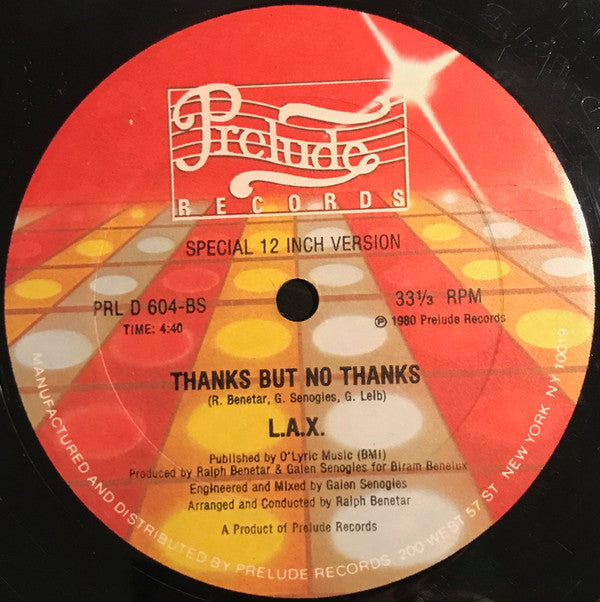 Prelude
RECORDS
SPECIAL 12 INCH VERSION
PRL D 604-BS
TIME: 4:40
33⅓ RPM
℗ 1980 Prelude Records
THANKS BUT NO THANKS
(R. Benetar, G. Senogles, G. Leib)
L.A.X.
Published by O'Lyric Music (BMI)
Produced by Ralph Benetar & Galen Senogles for Biram Benelux
Engineered and Mixed by Galen Senogles
Arranged and Conducted by Ralph Benetar
A Product of Prelude Records
MANUFACTURED AND DISTRIBUTED BY PRELUDE RECORDS. 200 WEST 57 ST. NEW YORK. NY 10019